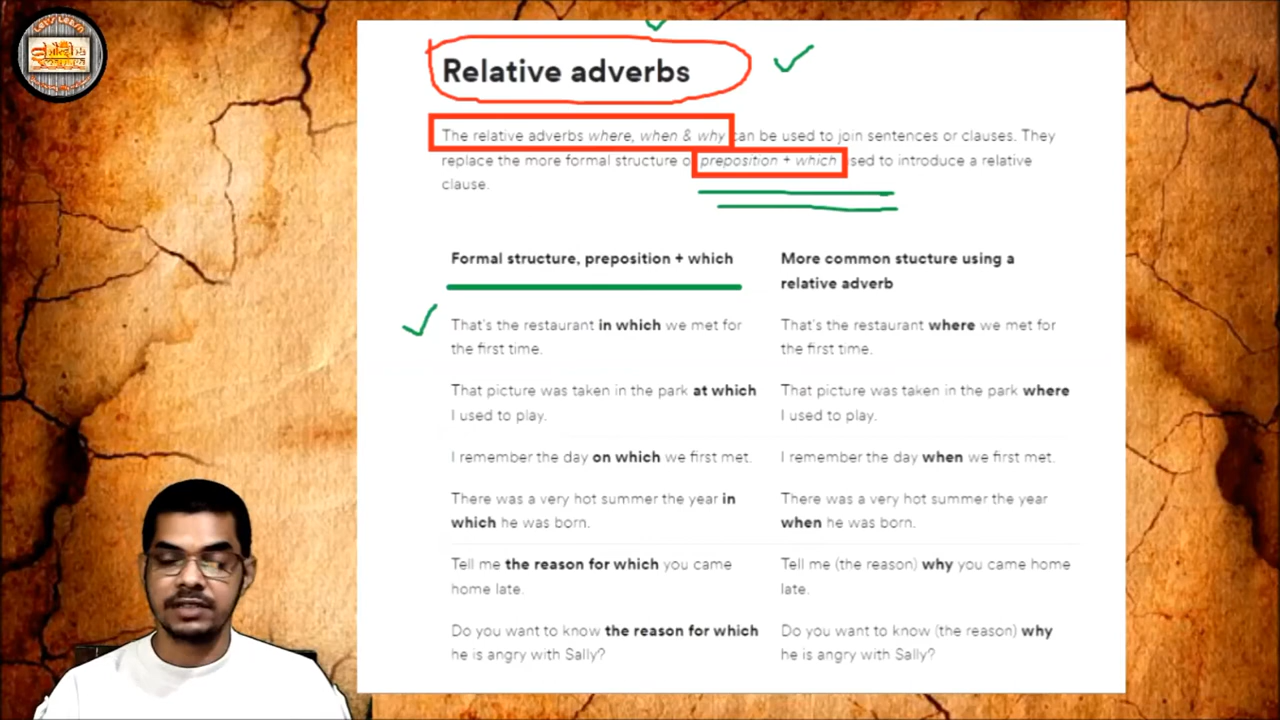 Let's Learn
Relative adverbs
The relative adverbs where, when & why can be used to join sentences or clauses. They
replace the more formal structure o preposition + which sed to introduce a relative
clause.
Formal structure, preposition + which
More common stucture using a
relative adverb
That's the restaurant in which we met for
the first time.
That's the restaurant where we met for
the first time.
That picture was taken in the park at which
I used to play.
That picture was taken in the park where
I used to play.
I remember the day on which we first met.
I remember the day when we first met.
There was a very hot summer the year in
which he was born.
There was a very hot summer the year
when he was born.
Tell me the reason for which you came
home late.
Tell me (the reason) why you came home
late.
Do you want to know the reason for which
he is angry with Sally?
Do you want to know (the reason) why
he is angry with Sally?